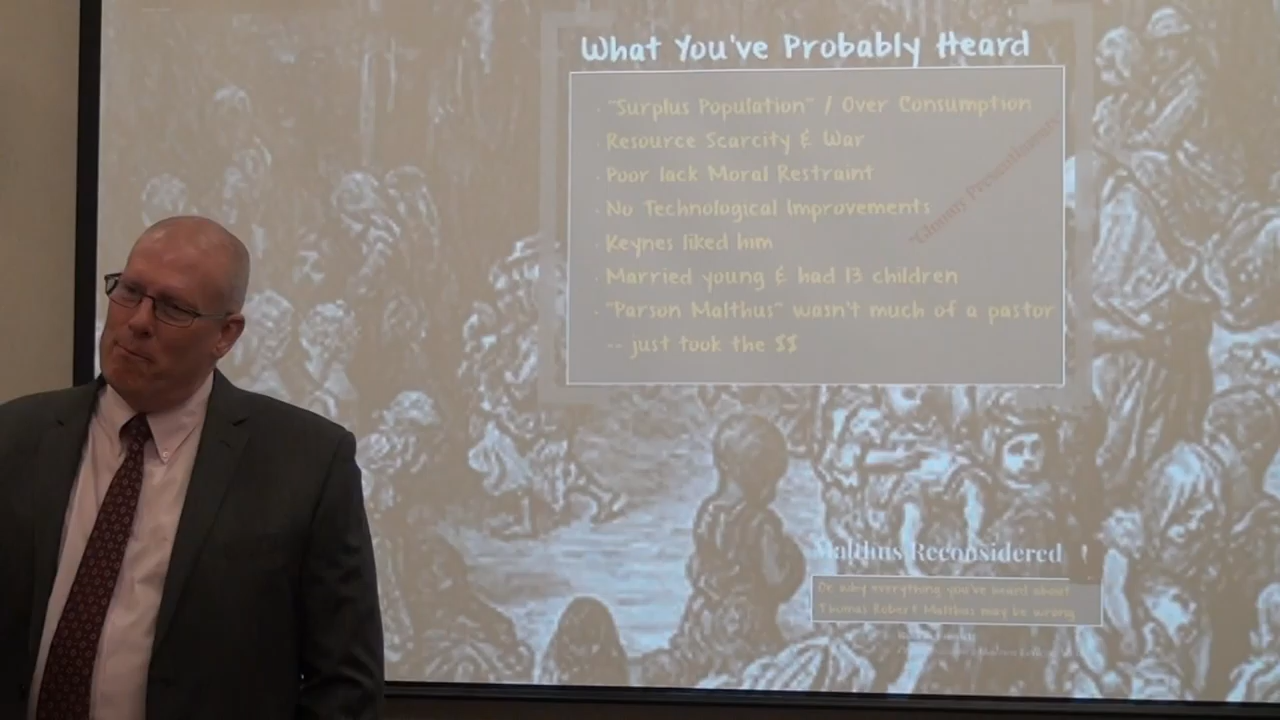 What You've Probably Heard
· "Surplus Population" / Over Consumption
· Resource Scarcity & War
· Poor lack Moral Restraint
· No Technological Improvements
· Keynes liked him
· Married young & had 13 children
· "Parson Malthus" wasn't much of a pastor
-- just took the $$
"Gloomy Presentiments"
Malthus Reconsidered
Or why everything you've heard about
Thomas Robert Malthus may be wrong